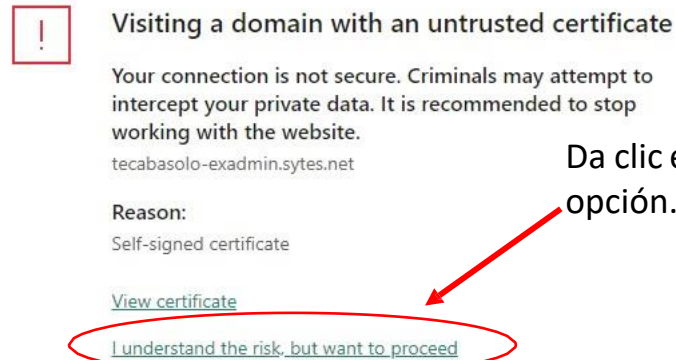 !
Visiting a domain with an untrusted certificate
Your connection is not secure. Criminals may attempt to
intercept your private data. It is recommended to stop
working with the website.
tecabasolo-exadmin.sytes.net
Da clic
opción.
Reason:
Self-signed certificate
View certificate
I understand the risk, but want to proceed